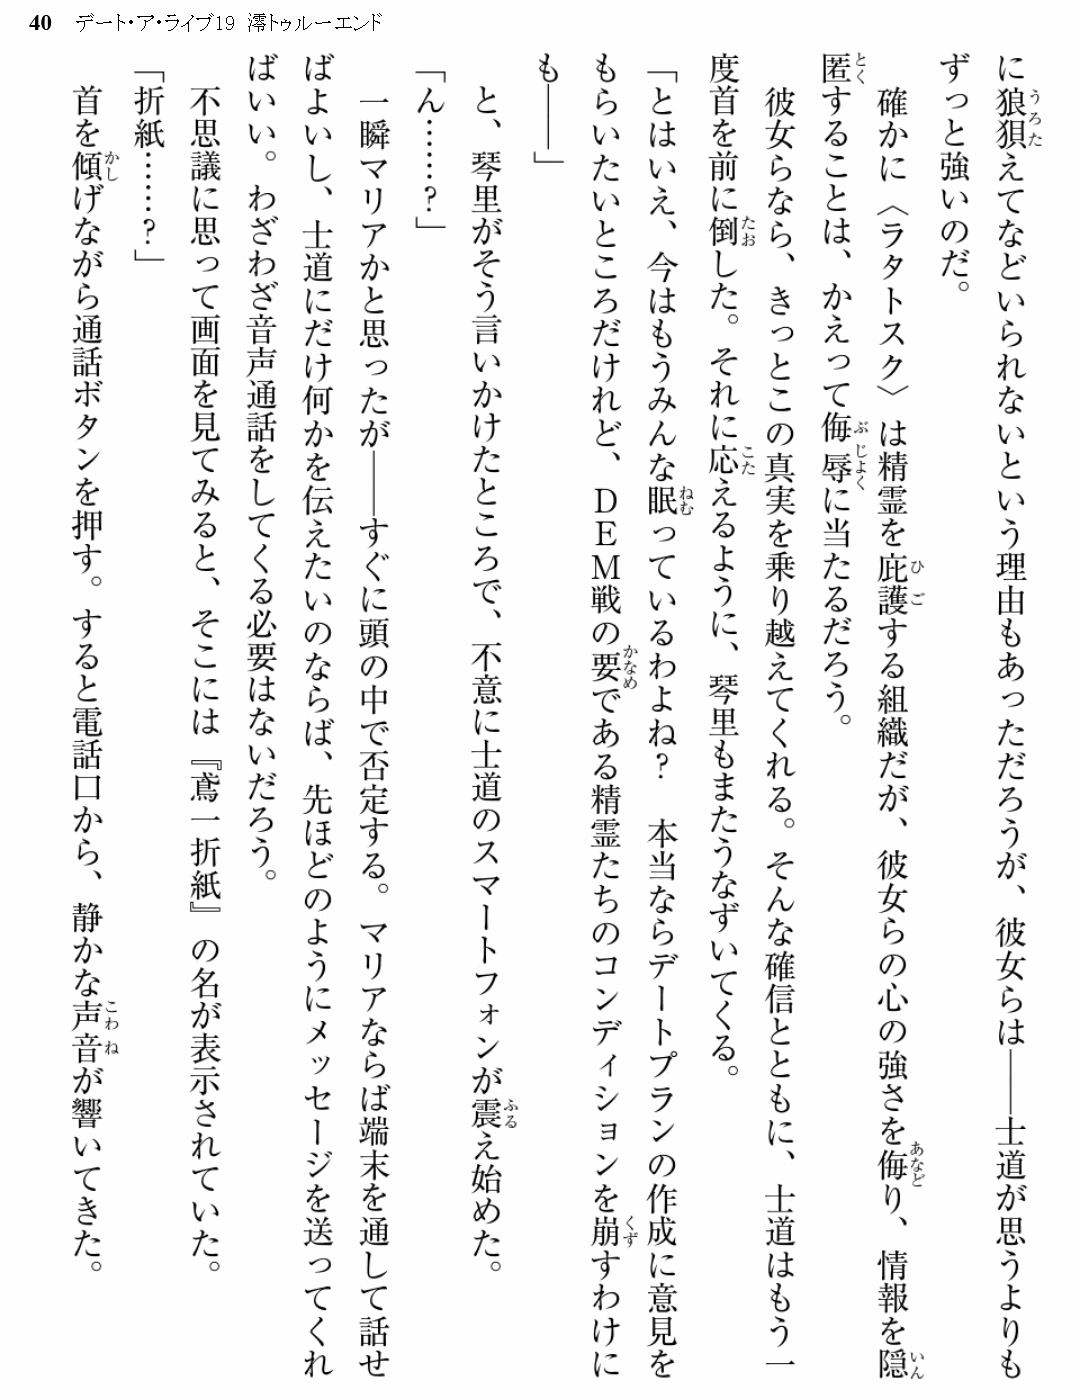 40 デート・ア・ライブ19 澪トゥルーエンド
に狼狽えてなどいられないという理由もあっただろうが、彼女らは――士道が思うよりも
ずっと強いのだ。
確かに〈ラタトスク〉は精霊を庇護する組織だが、彼女らの心の強さを侮り、情報を隠
匿することは、かえって侮辱に当たるだろう。
彼女らなら、きっとこの真実を乗り越えてくれる。そんな確信とともに、士道はもう一
度首を前に倒した。それに応えるように、琴里もまたうなずいてくる。
「とはいえ、今はもうみんな眠っているわよね？　本当ならデートプランの作成に意見を
もらいたいところだけれど、ＤＥＭ戦の要である精霊たちのコンディションを崩すわけに
も――」
と、琴里がそう言いかけたところで、不意に士道のスマートフォンが震え始めた。
「ん……？」
一瞬マリアかと思ったが――すぐに頭の中で否定する。マリアならば端末を通して話せ
ばよいし、士道にだけ何かを伝えたいのならば、先ほどのようにメッセージを送ってくれ
ばいい。わざわざ音声通話をしてくる必要はないだろう。
不思議に思って画面を見てみると、そこには『鳶一折紙』の名が表示されていた。
「折紙……？」
首を傾げながら通話ボタンを押す。すると電話口から、静かな声音が響いてきた。